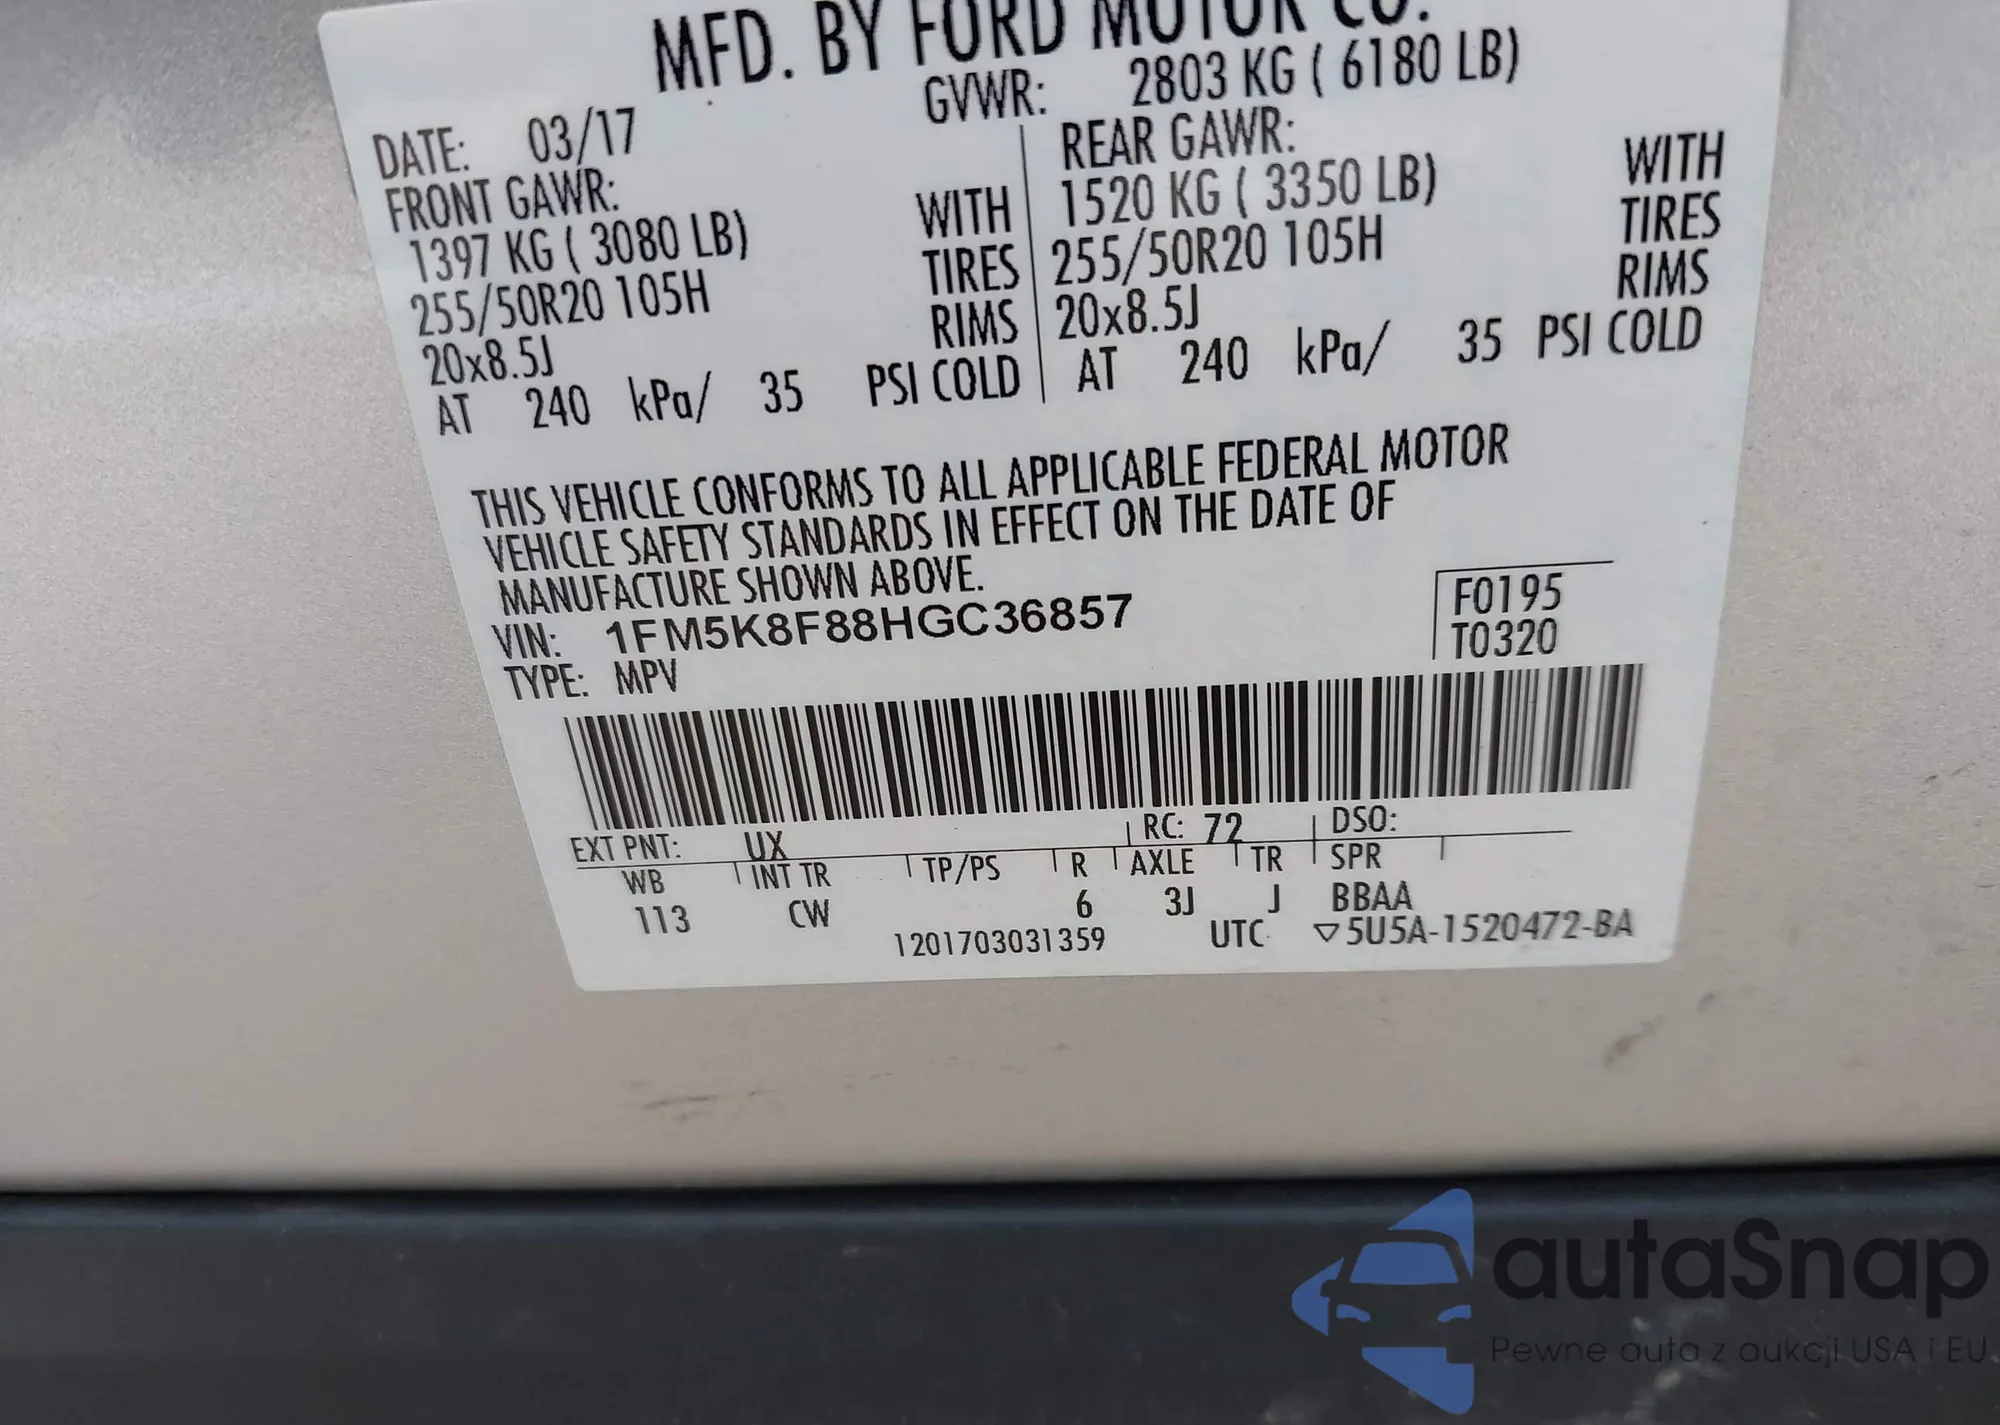 MFD. BY FORD MOTOR CO.
DATE: 03/17 GVWR: 2803 KG ( 6180 LB)
FRONT GAWR: REAR GAWR:
1397 KG ( 3080 LB) WITH 1520 KG ( 3350 LB) WITH
255/50R20 105H TIRES 255/50R20 105H TIRES
20x8.5J RIMS 20x8.5J RIMS
AT 240 kPa/ 35 PSI COLD AT 240 kPa/ 35 PSI COLD
THIS VEHICLE CONFORMS TO ALL APPLICABLE FEDERAL MOTOR
VEHICLE SAFETY STANDARDS IN EFFECT ON THE DATE OF
MANUFACTURE SHOWN ABOVE.
VIN: 1FM5K8F88HGC36857 F0195
TYPE: MPV T0320
EXT PNT: UX RC: 72 DSO:
WB INT TR TP/PS R AXLE TR SPR
113 CW 6 3J J BBAA
1201703031359 UTC ▽5U5A-1520472-BA
autaSnap
Pewne auta z aukcji USA i EU